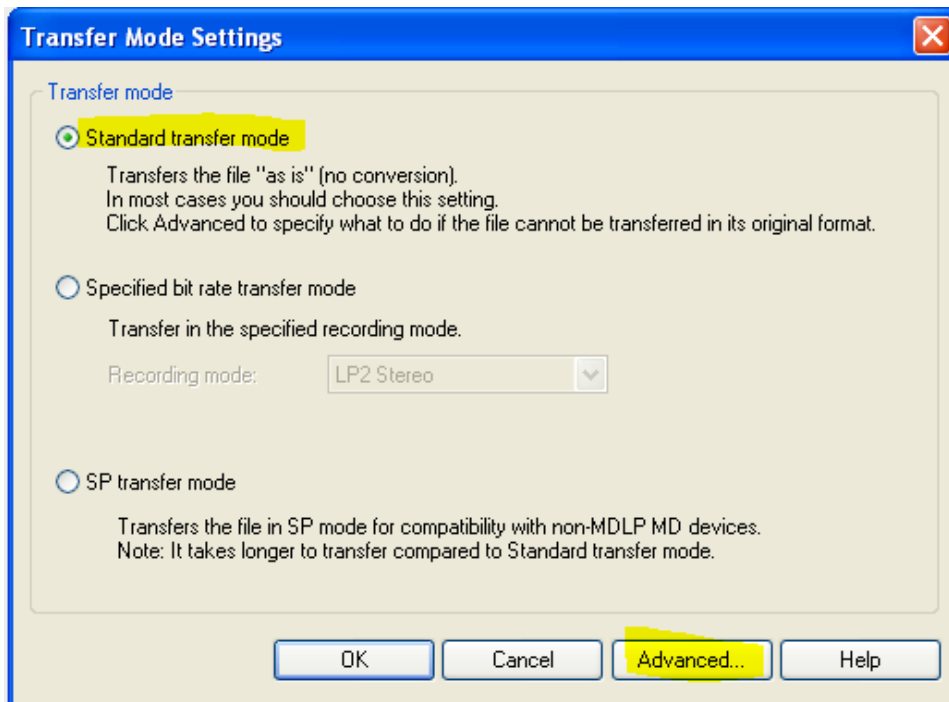 Transfer Mode Settings
Transfer mode
Standard transfer mode
Transfers the file "as is" (no conversion).
In most cases you should choose this setting.
Click Advanced to specify what to do if the file cannot be transferred in its original format.
Specified bit rate transfer mode
Transfer in the specified recording mode.
Recording mode: LP2 Stereo
SP transfer mode
Transfers the file in SP mode for compatibility with non-MDLP MD devices.
Note: It takes longer to transfer compared to Standard transfer mode.
OK Cancel Advanced... Help